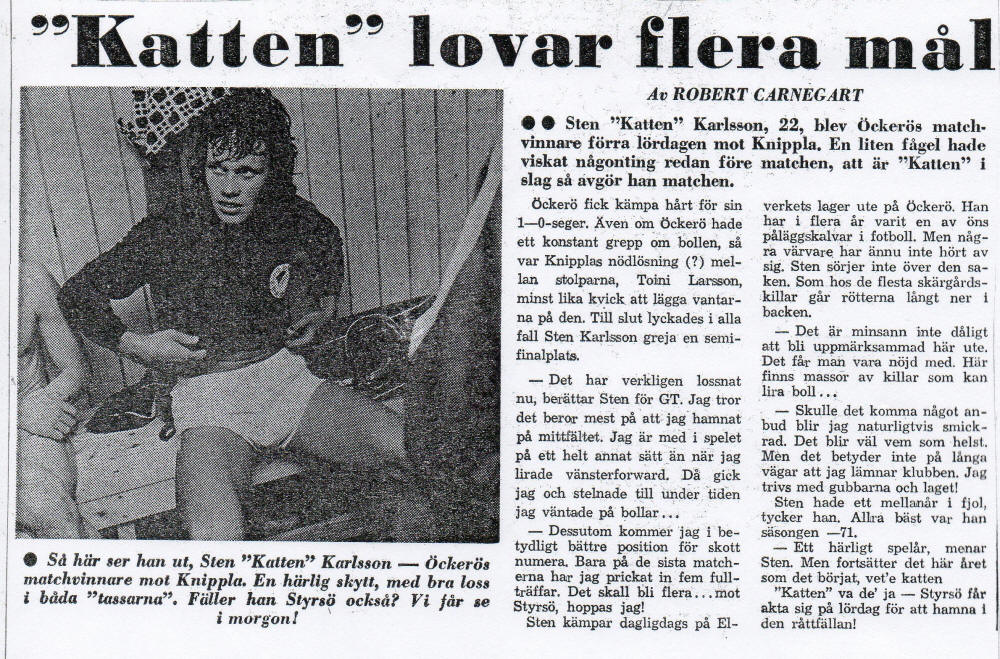 ”Katten” lovar flera mål
Av ROBERT CARNEGART
●● Sten ”Katten” Karlsson, 22, blev Öckerös match-
vinnare förra lördagen mot Knippla. En liten fågel hade
viskat någonting redan före matchen, att är ”Katten” i
slag så avgör han matchen.
Öckerö fick kämpa hårt för sin
1—0-seger. Även om Öckerö hade
ett konstant grepp om bollen, så
var Knipplas nödlösning (?) mel-
lan stolparna, Toini Larsson,
minst lika kvick att lägga vantar-
na på den. Till slut lyckades i alla
fall Sten Karlsson greja en semi-
finalplats.
— Det har verkligen lossnat
nu, berättar Sten för GT. Jag tror
det beror mest på att jag hamnat
på mittfältet. Jag är med i spelet
på ett helt annat sätt än när jag
lirade vänsterforward. Då gick
jag och stelnade till under tiden
jag väntade på bollar...
— Dessutom kommer jag i be-
tydligt bättre position för skott
numera. Bara på de sista match-
erna har jag prickat in fem full-
träffar. Det skall bli flera...mot
Styrsö, hoppas jag!
Sten kämpar dagligdags på El-
verkets lager ute på Öckerö. Han
har i flera år varit en av öns
påläggskalvar i fotboll. Men någ-
ra värvare har ännu inte hört av
sig. Sten sörjer inte över den sa-
ken. Som hos de flesta skärgårds-
killar går rötterna långt ner i
backen.
— Det är minsann inte dåligt
att bli uppmärksammad här ute.
Det får man vara nöjd med. Här
finns massor av killar som kan
lira boll...
— Skulle det komma något an-
bud blir jag naturligtvis smick-
rad. Det blir väl vem som helst.
Men det betyder inte på långa
vägar att jag lämnar klubben. Jag
trivs med gubbarna och laget!
Sten hade ett mellanår i fjol,
tycker han. Allra bäst var han
säsongen —71.
— Ett härligt spelår, menar
Sten. Men fortsätter det här året
som det börjat, vet'e katten
"Katten" va de' ja — Styrsö får
akta sig på lördag för att hamna i
den råttfällan!
● Så här ser han ut, Sten ”Katten” Karlsson — Öckerös
matchvinnare mot Knippla. En härlig skytt, med bra loss
i båda ”tassarna”. Fäller han Styrsö också? Vi får se
i morgon!